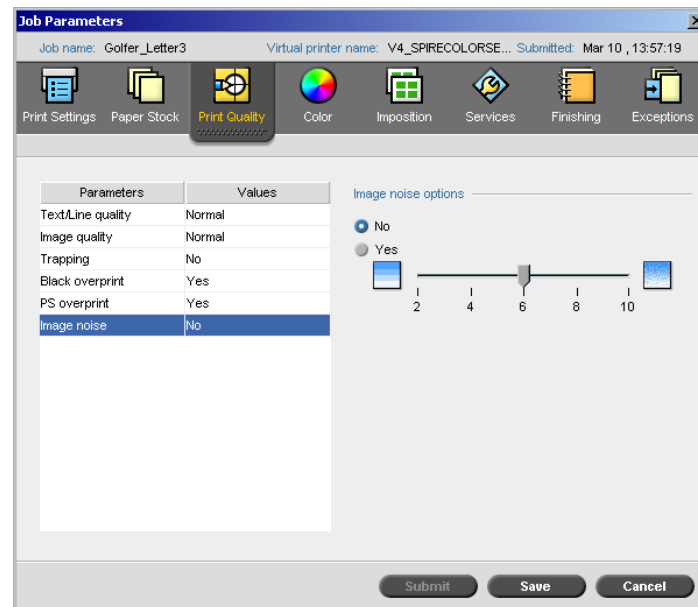 Job Parameters
Job name: Golfer_Letter3 Virtual printer name: V4_SPIRECOLORSE... Submitted: Mar 10 , 13:57:19
Print Settings Paper Stock Print Quality Color Imposition Services Finishing Exceptions
Parameters Values
Text/Line quality Normal
Image quality Normal
Trapping No
Black overprint Yes
PS overprint Yes
Image noise No
Image noise options
No
Yes
2 4 6 8 10
Submit Save Cancel